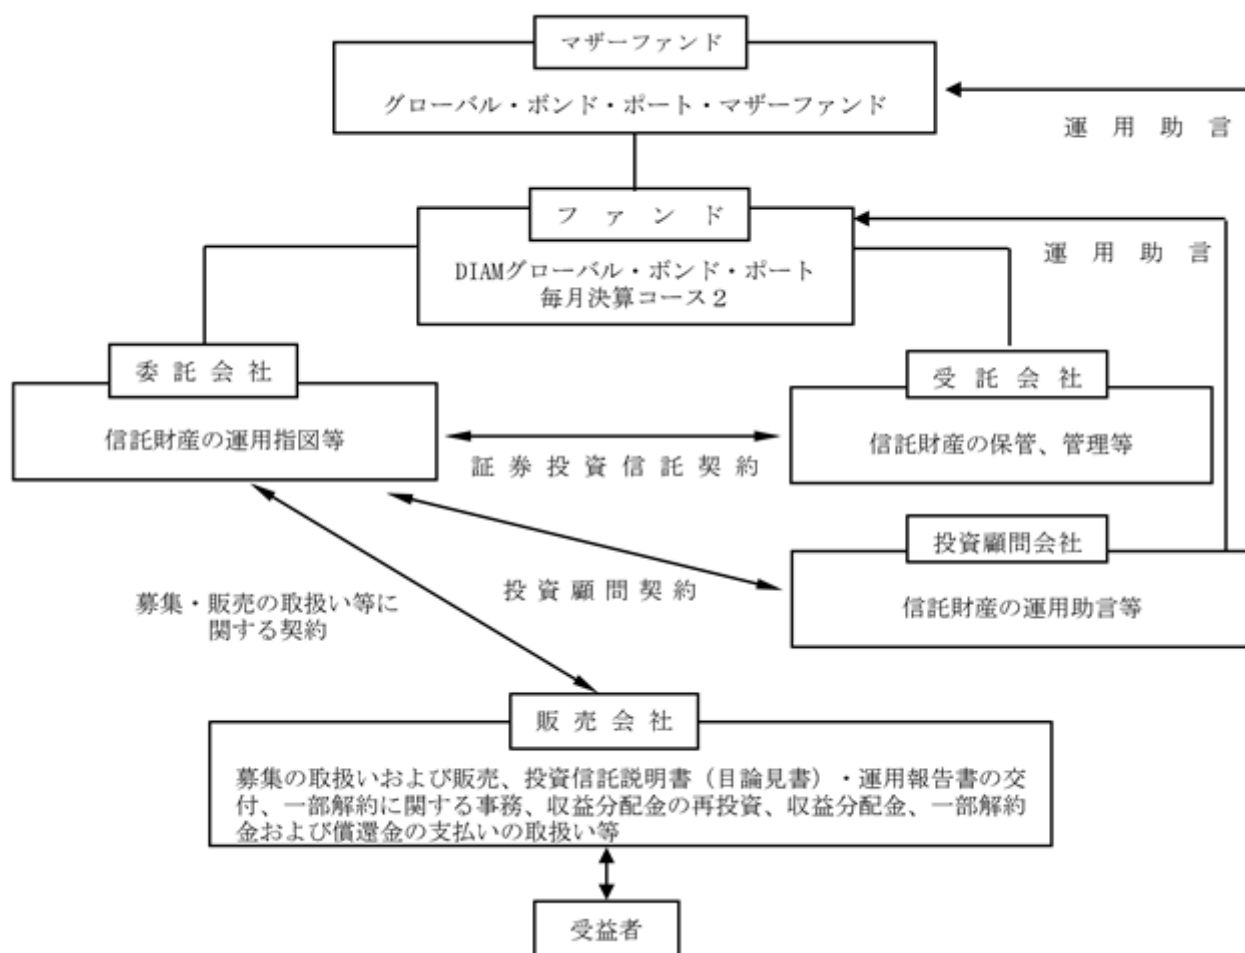 マザーファンド
グローバル・ボンド・ポート・マザーファンド
運用助言
ファンド
運用助言
DIAMグローバル・ボンド・ポート
毎月決算コース２
委託会社
受託会社
信託財産の運用指図等
信託財産の保管、管理等
証券投資信託契約
投資顧問会社
投資顧問契約
募集・販売の取扱い等に
関する契約
信託財産の運用助言等
販売会社
募集の取扱いおよび販売、投資信託説明書（目論見書）・運用報告書の交
付、一部解約に関する事務、収益分配金の再投資、収益分配金、一部解約
金および償還金の支払いの取扱い等
受益者